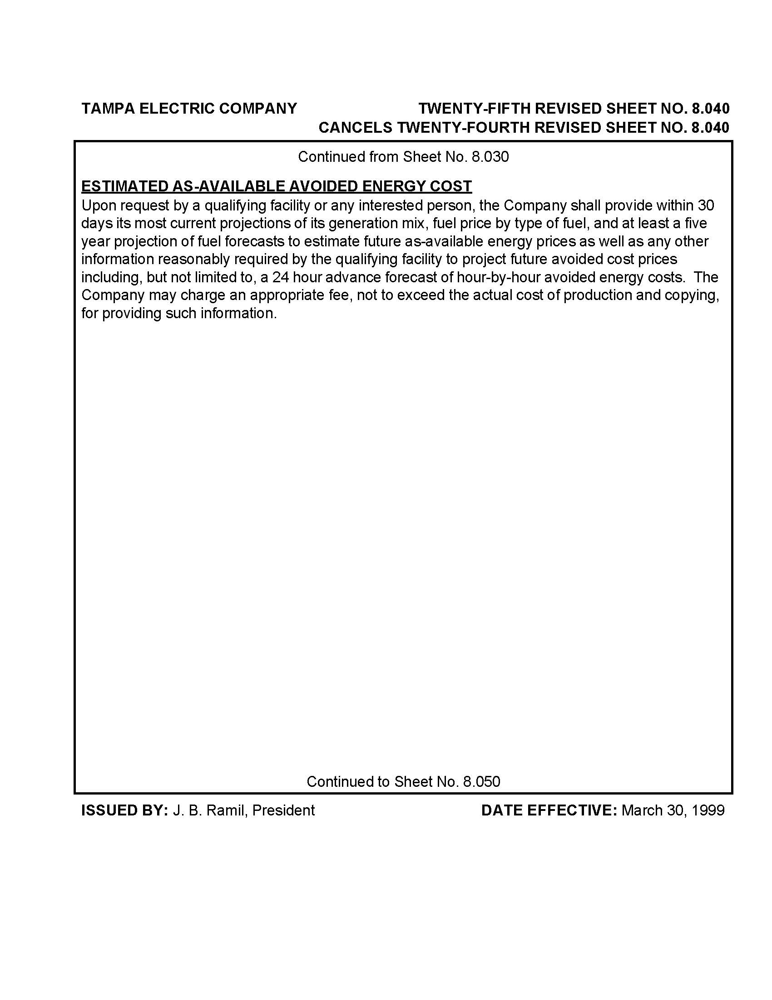 TAMPA ELECTRIC COMPANY
TWENTY-FIFTH REVISED SHEET NO. 8.040
CANCELS TWENTY-FOURTH REVISED SHEET NO. 8.040
Continued from Sheet No. 8.030
ESTIMATED AS-AVAILABLE AVOIDED ENERGY COST
Upon request by a qualifying facility or any interested person, the Company shall provide within 30
days its most current projections of its generation mix, fuel price by type of fuel, and at least a five
year projection of fuel forecasts to estimate future as-available energy prices as well as any other
information reasonably required by the qualifying facility to project future avoided cost prices
including, but not limited to, a 24 hour advance forecast of hour-by-hour avoided energy costs.  The
Company may charge an appropriate fee, not to exceed the actual cost of production and copying,
for providing such information.
Continued to Sheet No. 8.050
ISSUED BY: J. B. Ramil, President
DATE EFFECTIVE: March 30, 1999